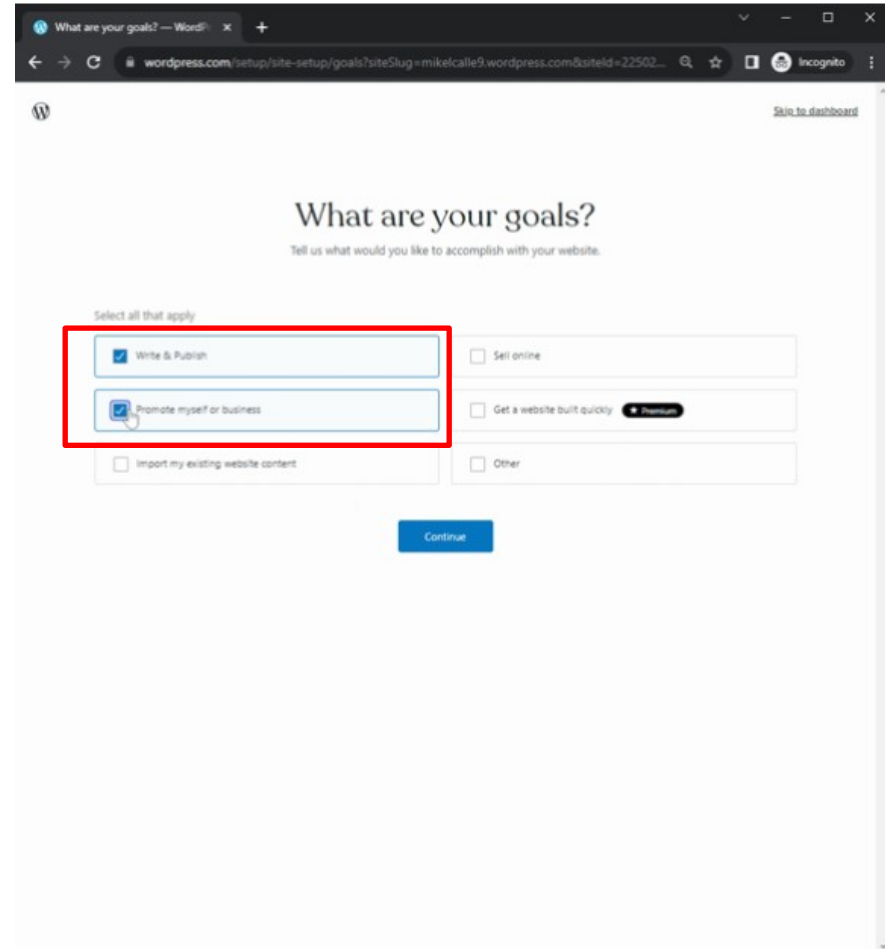 What are your goals? — WordPr
wordpress.com/setup/site-setup/goals?siteSlug=mikelcalle9.wordpress.com&siteId=22502...
Incognito
Skip to dashboard
What are your goals?
Tell us what would you like to accomplish with your website.
Select all that apply
Write & Publish
Sell online
Promote myself or business
Get a website built quickly
★ Premium
Import my existing website content
Other
Continue